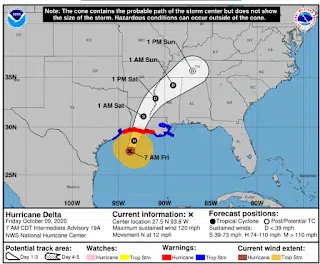 Note: The cone contains the probable path of the storm center but does not show
the size of the storm. Hazardous conditions can occur outside of the cone.
NOAA
1 PM Sun
1 AM Sun
1 PM Sat
1 AM Sat
7 AM Fri
35N
30N
25N
100W
95W
90W
85W
80W
75W
Hurricane Delta
Friday October 09, 2020
7 AM CDT Intermediate Advisory 19A
NWS National Hurricane Center
Current information: x
Center location 27.5 N 93.8 W
Maximum sustained wind 120 mph
Movement N at 12 mph
Forecast positions:
Tropical Cyclone Post/Potential TC
Sustained winds: D < 39 mph
S 39-73 mph H 74-110 mph M > 110 mph
Potential track area:
Day 1-3 Day 4-5
Watches:
Hurricane Trop Stm
Warnings:
Hurricane Trop Stm
Current wind extent:
Hurricane Trop Stm